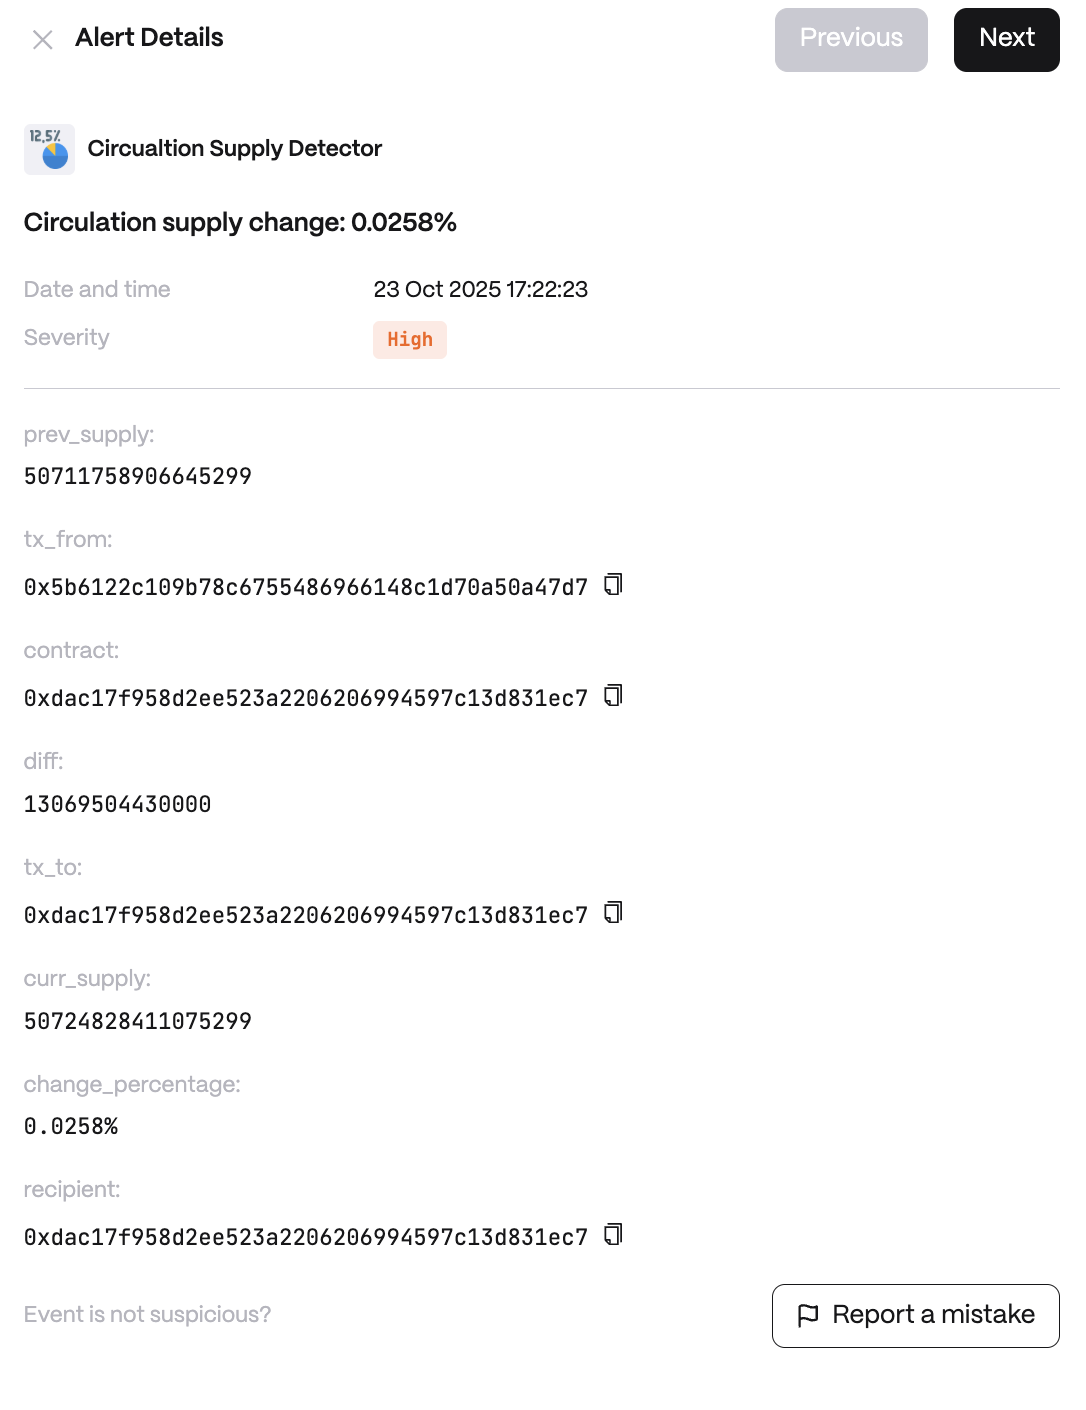 Alert Details
Previous
Next
12,5%
Circualtion Supply Detector
Circulation supply change: 0.0258%
Date and time
23 Oct 2025 17:22:23
Severity
High
prev_supply:
50711758906645299
tx_from:
0x5b6122c109b78c6755486966148c1d70a50a47d7
contract:
0xdac17f958d2ee523a2206206994597c13d831ec7
diff:
13069504430000
tx_to:
0xdac17f958d2ee523a2206206994597c13d831ec7
curr_supply:
50724828411075299
change_percentage:
0.0258%
recipient:
0xdac17f958d2ee523a2206206994597c13d831ec7
Event is not suspicious?
Report a mistake